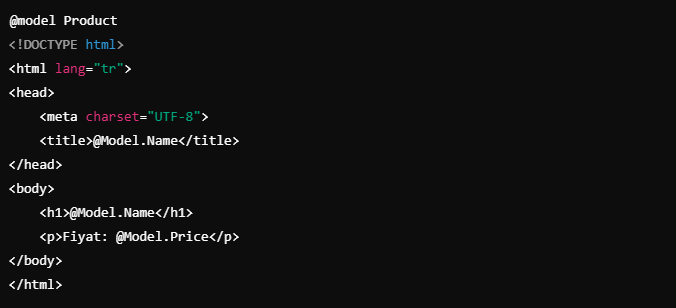 @model Product
<!DOCTYPE html>
<html lang="tr">
<head>
    <meta charset="UTF-8">
    <title>@Model.Name</title>
</head>
<body>
    <h1>@Model.Name</h1>
    <p>Fiyat: @Model.Price</p>
</body>
</html>